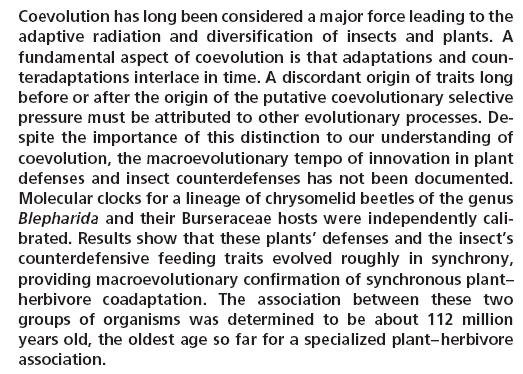 Coevolution has long been considered a major force leading to the
adaptive radiation and diversification of insects and plants. A
fundamental aspect of coevolution is that adaptations and coun-
teradaptations interlace in time. A discordant origin of traits long
before or after the origin of the putative coevolutionary selective
pressure must be attributed to other evolutionary processes. De-
spite the importance of this distinction to our understanding of
coevolution, the macroevolutionary tempo of innovation in plant
defenses and insect counterdefenses has not been documented.
Molecular clocks for a lineage of chrysomelid beetles of the genus
Blepharida and their Burseraceae hosts were independently cali-
brated. Results show that these plants' defenses and the insect's
counterdefensive feeding traits evolved roughly in synchrony,
providing macroevolutionary confirmation of synchronous plant–
herbivore coadaptation. The association between these two
groups of organisms was determined to be about 112 million
years old, the oldest age so far for a specialized plant–herbivore
association.